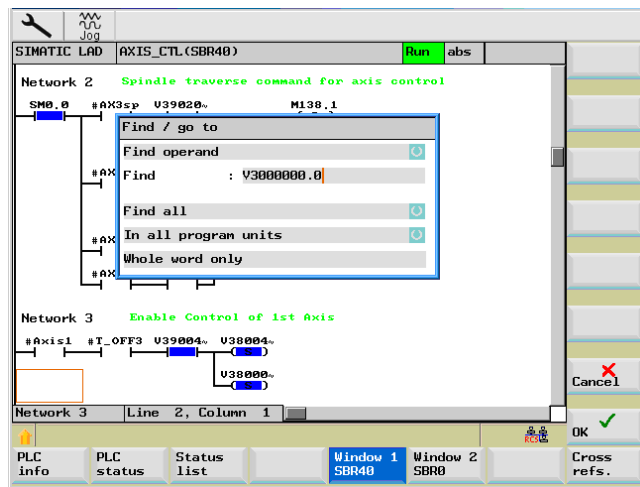 Jog
SIMATIC LAD AXIS_CTL(SBR40) Run abs
Network 2 Spindle traverse command for axis control
SM0.0 #AX3sp V39020~ M138.1
Find / go to
Find operand
#AX Find : V3000000.0
Find all
#AX In all program units
#AX Whole word only
Network 3 Enable Control of 1st Axis
#Axis1 #T_OFF3 V39004~ V38004~
S
V38000~
S
Cancel
Network 3 Line 2, Column 1
RCS
OK
PLC info
PLC status
Status list
Window 1 SBR40
Window 2 SBR0
Cross refs.